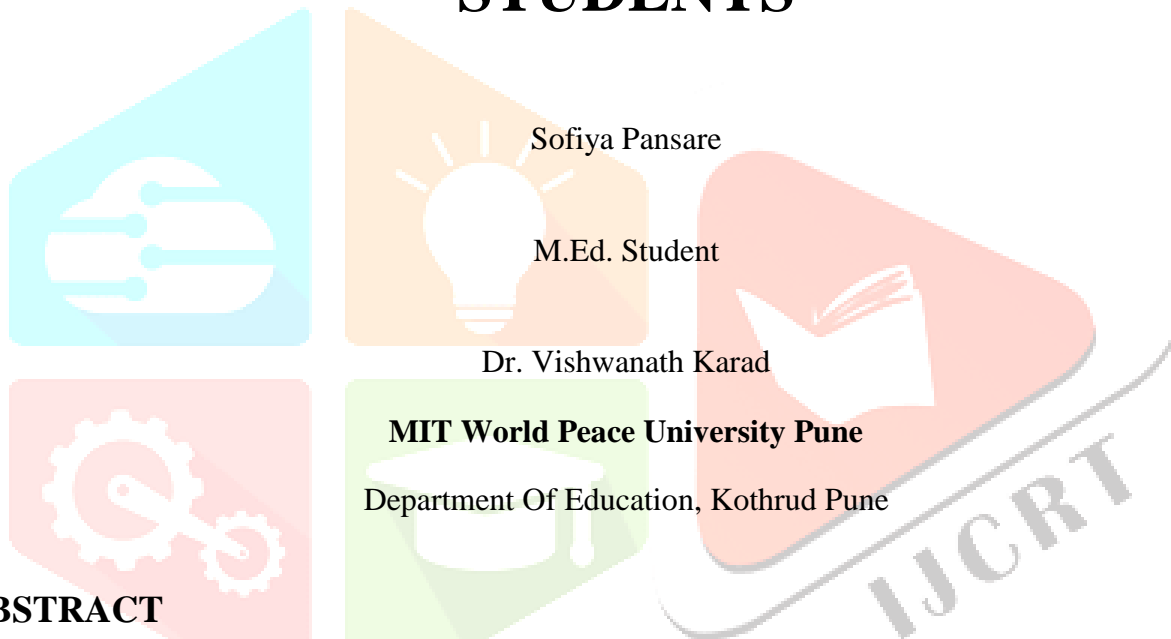 STUDENTS
Sofiya Pansare
M.Ed. Student
Dr. Vishwanath Karad
MIT World Peace University Pune
Department Of Education, Kothrud Pune
IJCRT
BSTRACT